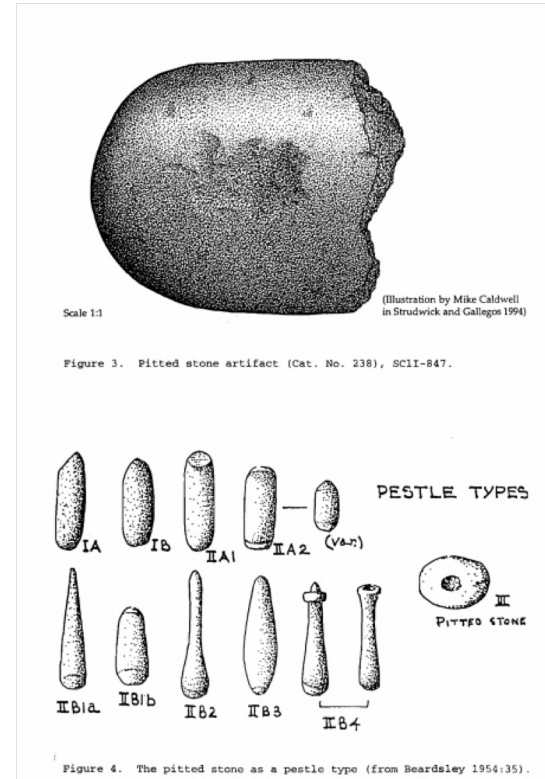 Scale 1:1
(Illustration by Mike Caldwell
in Strudwick and Gallegos 1994)
Figure 3. Pitted stone artifact (Cat. No. 238), SClI-847.
PESTLE TYPES
IA
IB
IIA1
IIA2
(var.)
III
PITTED STONE
IIB1a
IIB1b
IIB2
IIB3
IIB4
Figure 4. The pitted stone as a pestle type (from Beardsley 1954:35).